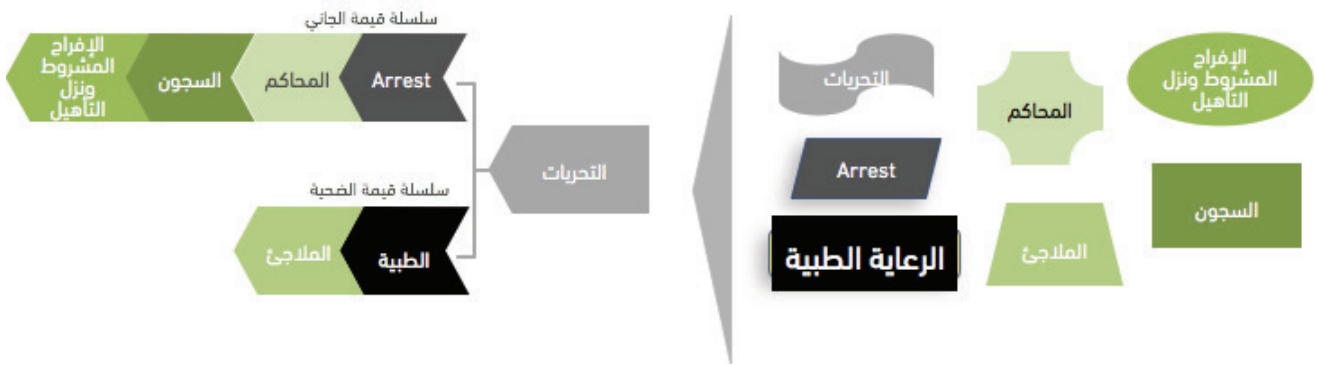 الإفراج
المشروط ونزل
التأهيل
المحاكم
التحريات
Arrest
السجون
الملاجئ
الرعاية الطبية
التحريات
سلسلة قيمة الجاني
Arrest
المحاكم
السجون
الإفراج
المشروط
ونزل
التأهيل
سلسلة قيمة الضحية
الطبية
الملاجئ